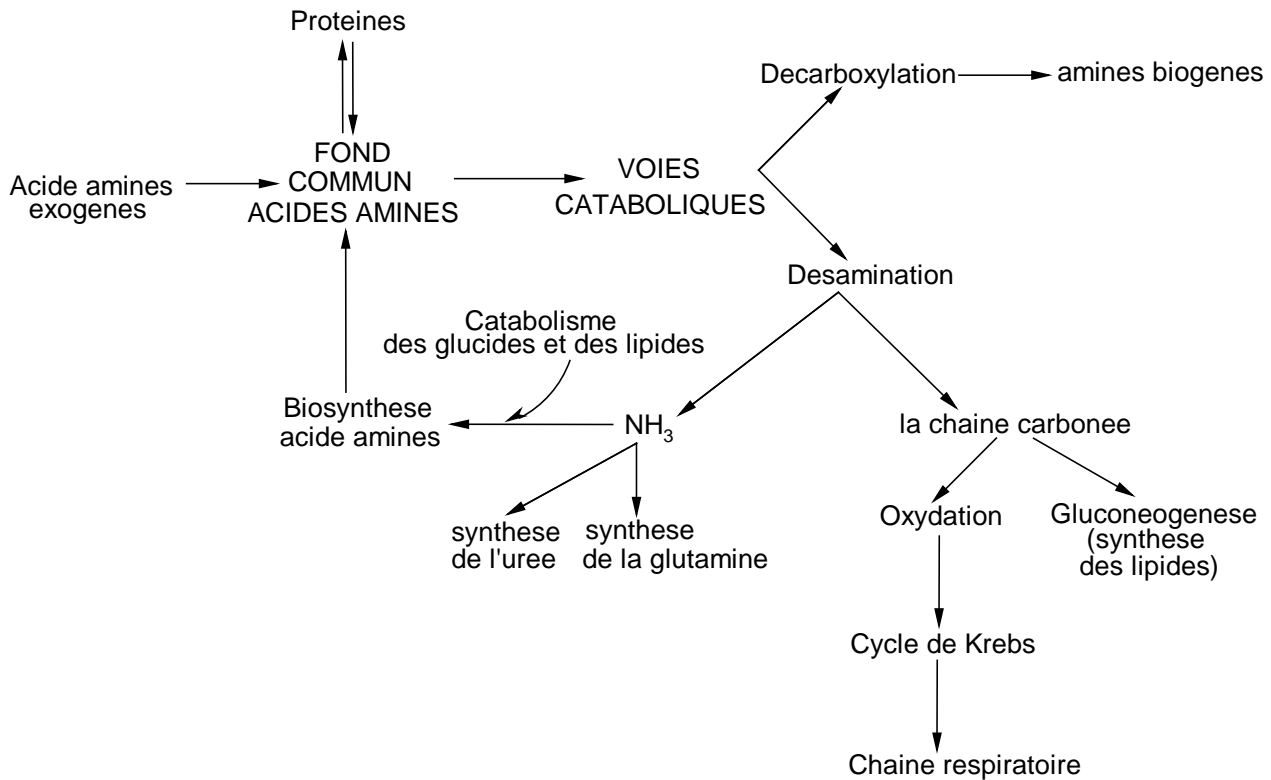 Proteines
Decarboxylation
amines biogenes
FOND
COMMUN
ACIDES AMINES
VOIES
CATABOLIQUES
Acide amines
exogenes
Desamination
Catabolisme
des glucides et des lipides
Biosynthese
acide amines
NH₃
la chaine carbonee
synthese
de l'uree
synthese
de la glutamine
Oxydation
Gluconeogenese
(synthese
des lipides)
Cycle de Krebs
Chaine respiratoire